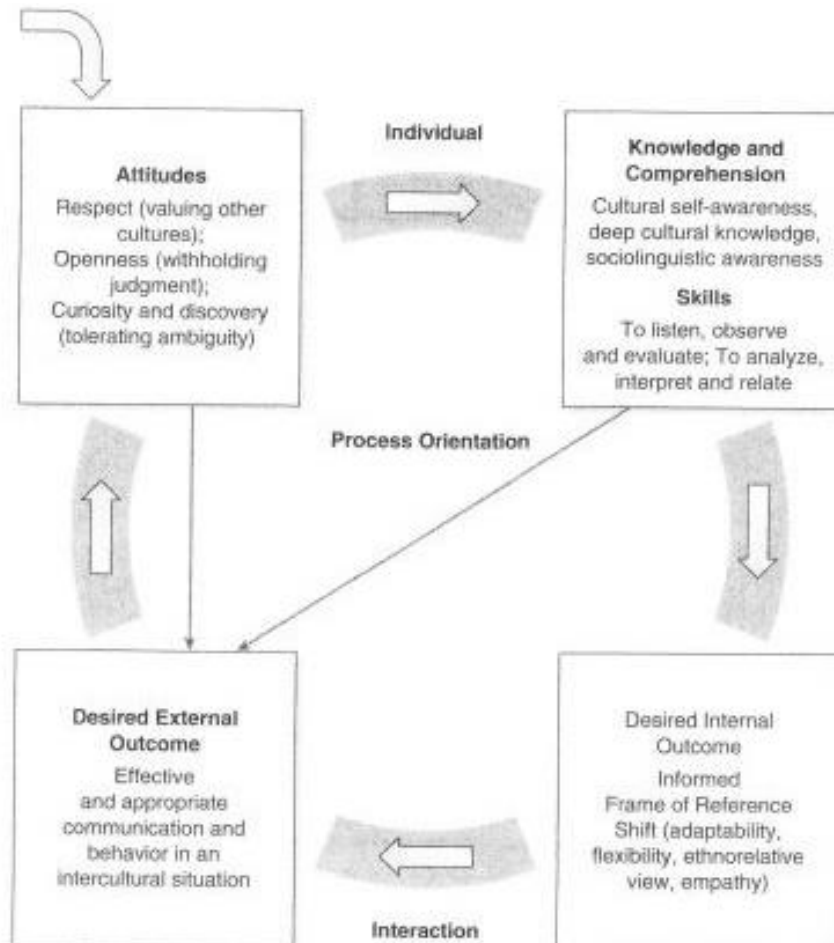 Individual
Attitudes
Respect (valuing other
cultures);
Openness (withholding
judgment);
Curiosity and discovery
(tolerating ambiguity)
Knowledge and
Comprehension
Cultural self-awareness,
deep cultural knowledge,
sociolinguistic awareness
Skills
To listen, observe
and evaluate; To analyze,
interpret and relate
Process Orientation
Desired External
Outcome
Effective
and appropriate
communication and
behavior in an
intercultural situation
Desired Internal
Outcome
Informed
Frame of Reference
Shift (adaptability,
flexibility, ethnorelative
view, empathy)
Interaction